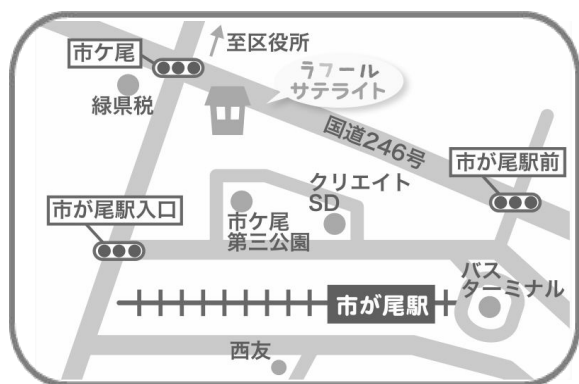 至区役所
市ケ尾
ラフール
サテライト
緑県税
国道246号
市が尾駅前
クリエイト
SD
市が尾駅入口
市ケ尾
第三公園
バス
ターミナル
市が尾駅
西友